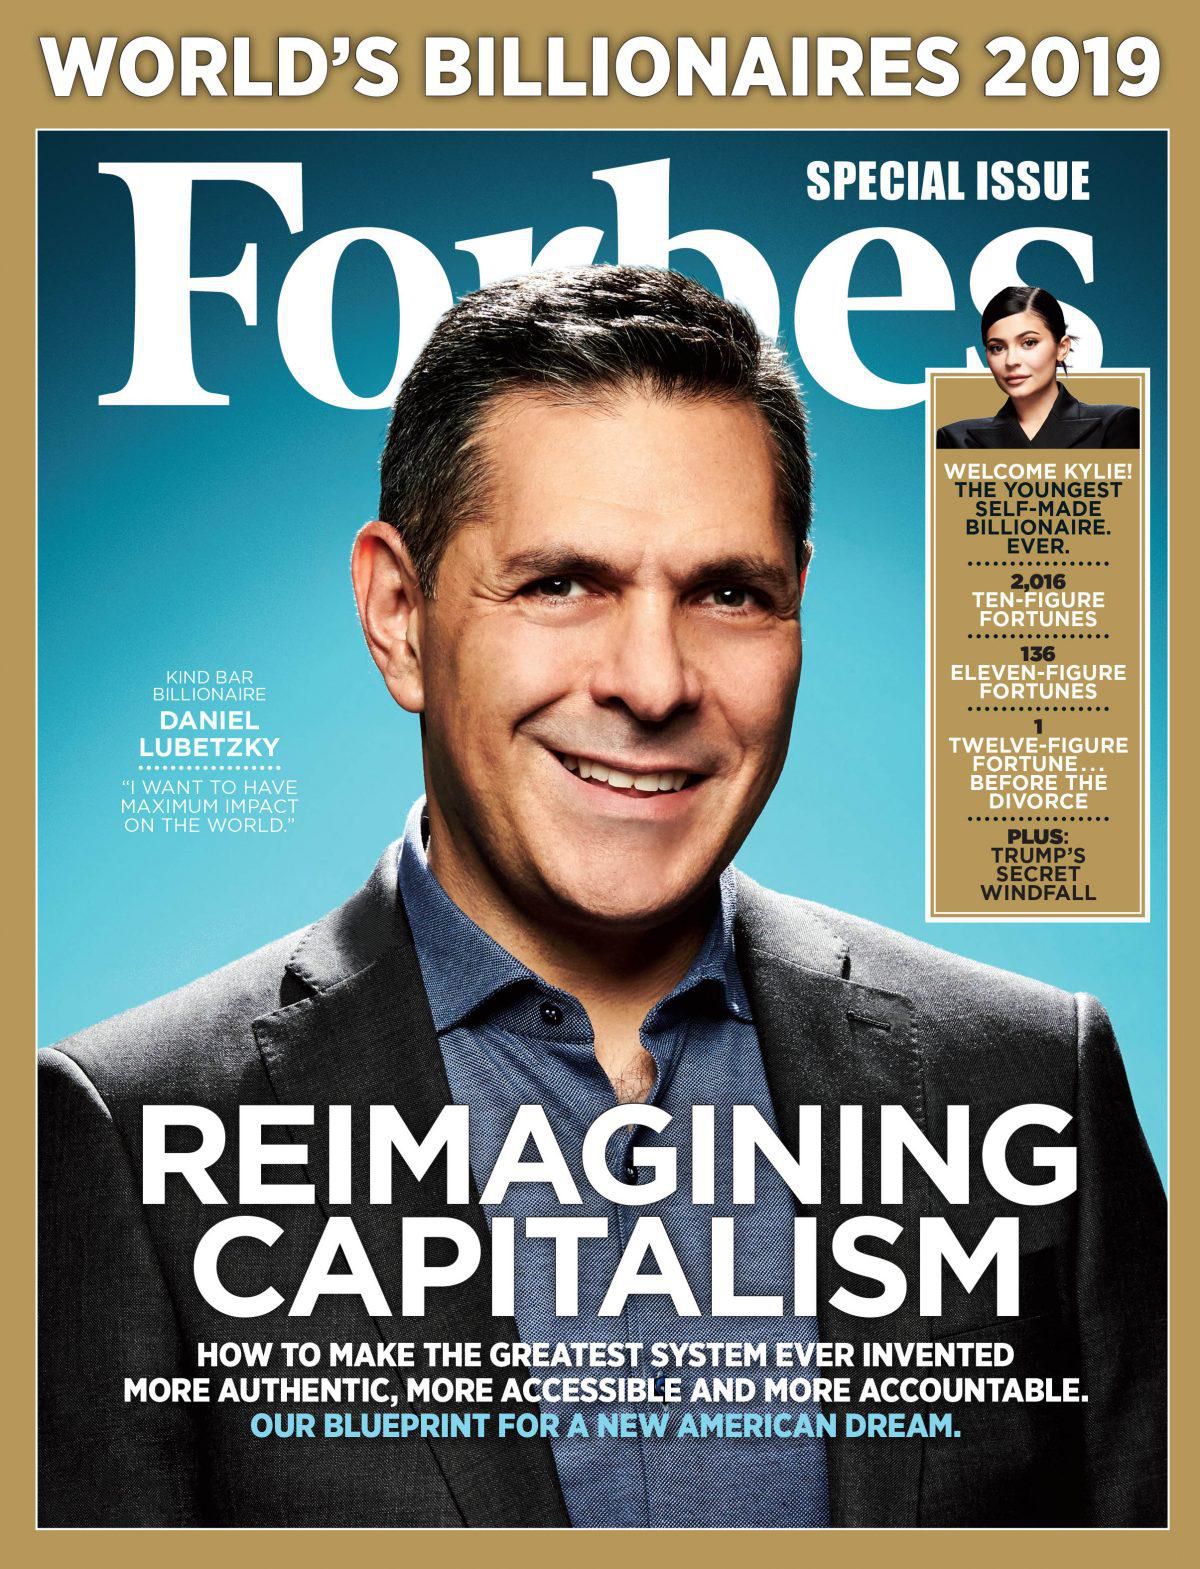 WORLD'S BILLIONAIRES 2019
SPECIAL ISSUE
Forbes
WELCOME KYLIE!
THE YOUNGEST
SELF-MADE
BILLIONAIRE.
EVER.
2,016
TEN-FIGURE
FORTUNES
136
ELEVEN-FIGURE
FORTUNES
1
TWELVE-FIGURE
FORTUNE...
BEFORE THE
DIVORCE
PLUS:
TRUMP'S
SECRET
WINDFALL
KIND BAR
BILLIONAIRE
DANIEL
LUBETZKY
“I WANT TO HAVE
MAXIMUM IMPACT
ON THE WORLD.”
REIMAGINING
CAPITALISM
HOW TO MAKE THE GREATEST SYSTEM EVER INVENTED
MORE AUTHENTIC, MORE ACCESSIBLE AND MORE ACCOUNTABLE.
OUR BLUEPRINT FOR A NEW AMERICAN DREAM.